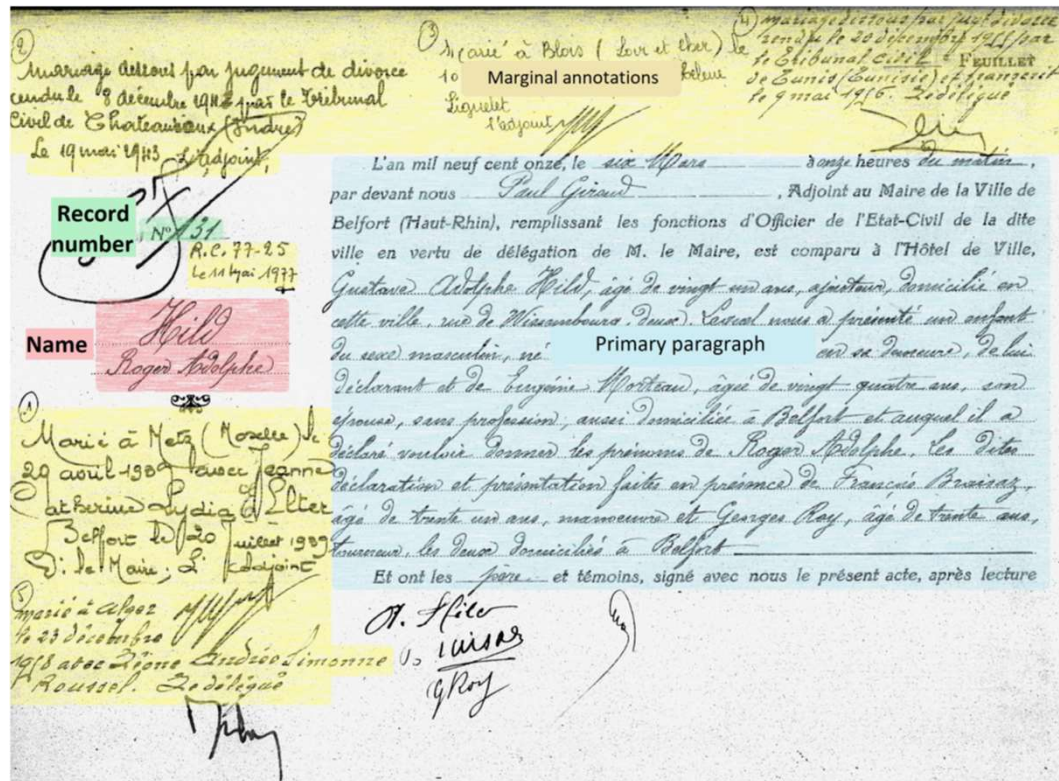 ②
mariage dissous par jugement de divorce
rendu le 8 décembre 1942 par le Tribunal
Civil de Chateauroux (Indre)
Le 19 mai 1943 L'adjoint,
③
Marié à Blois (Loir et Cher) le
10
Marginal annotations
Liguelet
l'adjoint,
④
mariage dissous par jugt divorce
rendu le 20 décembre 1955 par
le Tribunal civil
FEUILLET
de Tunis (Tunisie) et transcrit
le 9 mai 1956. Le délégué
Record
number
N° 131
R.C. 77-25
Le 11 Mai 1977
Name
Hild
Roger Adolphe
①
Marié à Metz (Moselle) le
29 avril 1939 avec Jeanne
Catherine Lydia Elter
Belfort le 20 juillet 1939
P. le Maire; L'adjoint
⑤
marié à Alger
le 23 décembre
1958 avec Léone Andrée Simonne
Roussel. Le délégué
L'an mil neuf cent onze, le six Mars à onze heures du matin,
par devant nous Paul Giraud, Adjoint au Maire de la Ville de
Belfort (Haut-Rhin), remplissant les fonctions d'Officier de l'Etat-Civil de la dite
ville en vertu de délégation de M. le Maire, est comparu à l'Hôtel de Ville,
Gustave Adolphe Hild, âgé de vingt un ans, ajusteur, domicilié en
cette ville, rue de Wissembourg, deux. Lequel nous a présenté un enfant
du sexe masculin, né
Primary paragraph
en sa demeure, de lui
déclarant et de Eugénie Morteau, âgée de vingt quatre ans, son
épouse, sans profession, aussi domiciliée à Belfort et auquel il a
déclaré vouloir donner les prénoms de Roger Adolphe. Les dites
déclaration et présentation faites en présence de François Braisaz,
âgé de trente un ans, manoeuvre et Georges Roy, âgé de trente ans,
tourneur, les deux domiciliés à Belfort
Et ont les père et témoins, signé avec nous le présent acte, après lecture
A. Hild
G Roy